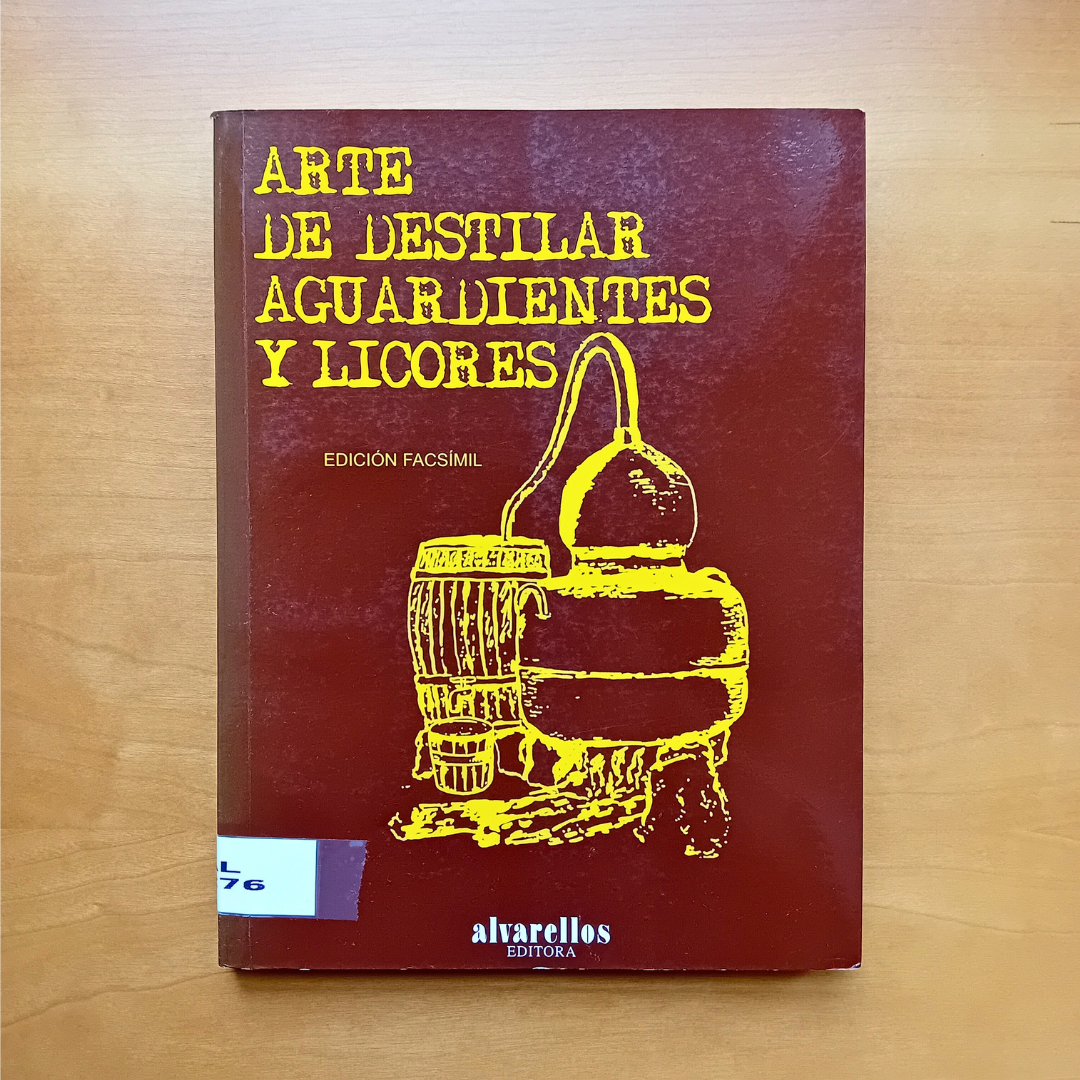 ARTE
DE DESTILAR
AGUARDIENTES
Y LICORES
EDICIÓN FACSÍMIL
alvarellos
EDITORA